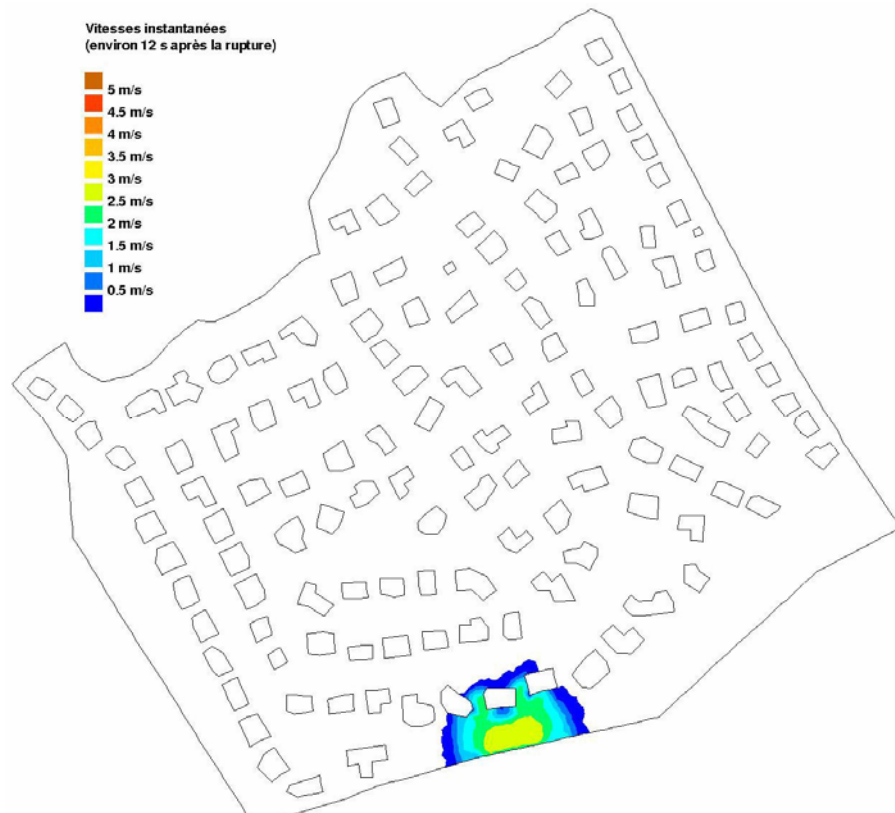 Vitesses instantanées
(environ 12 s après la rupture)
5 m/s
4.5 m/s
4 m/s
3.5 m/s
3 m/s
2.5 m/s
2 m/s
1.5 m/s
1 m/s
0.5 m/s